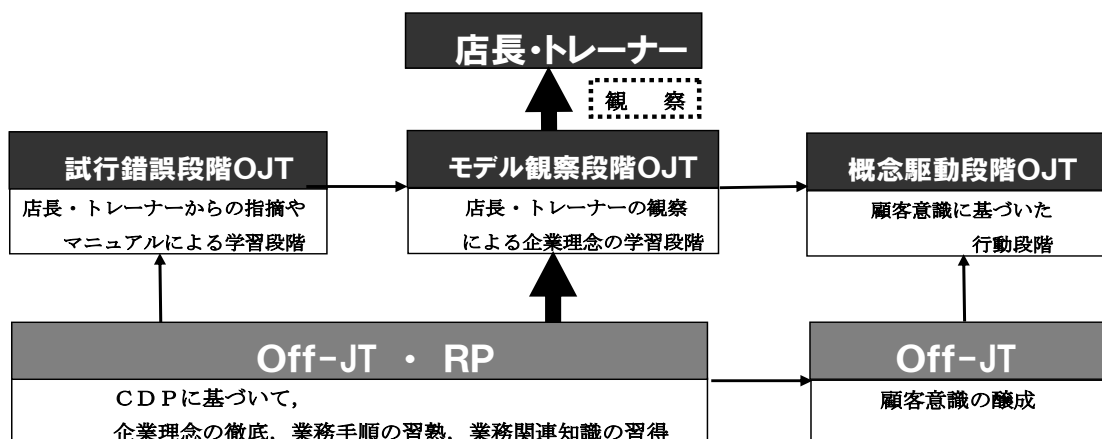 店長・トレーナー
観　察
試行錯誤段階OJT
店長・トレーナーからの指摘や
マニュアルによる学習段階
モデル観察段階OJT
店長・トレーナーの観察
による企業理念の学習段階
概念駆動段階OJT
顧客意識に基づいた
行動段階
Off-JT ・ RP
ＣＤＰに基づいて，
企業理念の徹底，業務手順の習熟，業務関連知識の習得
Off-JT
顧客意識の醸成